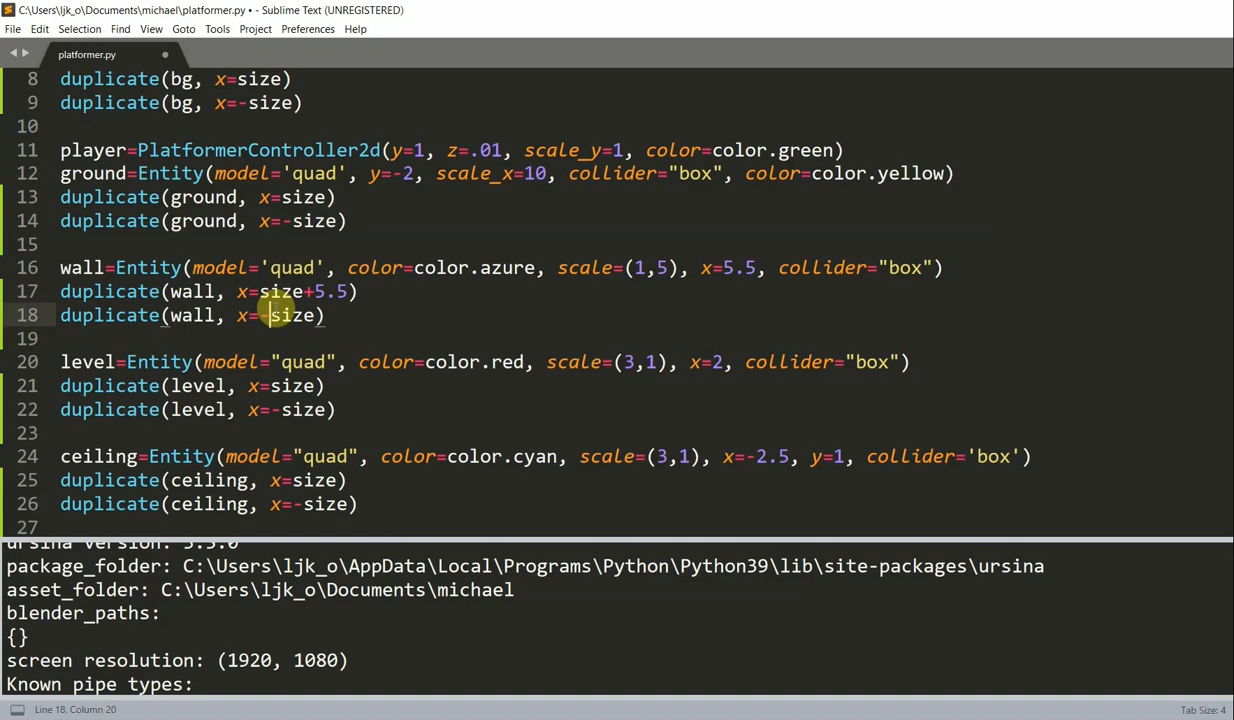 C:\Users\ljk_o\Documents\michael\platformer.py • - Sublime Text (UNREGISTERED)
File Edit Selection Find View Goto Tools Project Preferences Help
platformer.py
8 duplicate(bg, x=size)
9 duplicate(bg, x=-size)
10
11 player=PlatformerController2d(y=1, z=.01, scale_y=1, color=color.green)
12 ground=Entity(model='quad', y=-2, scale_x=10, collider="box", color=color.yellow)
13 duplicate(ground, x=size)
14 duplicate(ground, x=-size)
15
16 wall=Entity(model='quad', color=color.azure, scale=(1,5), x=5.5, collider="box")
17 duplicate(wall, x=size+5.5)
18 duplicate(wall, x=-size)
19
20 level=Entity(model="quad", color=color.red, scale=(3,1), x=2, collider="box")
21 duplicate(level, x=size)
22 duplicate(level, x=-size)
23
24 ceiling=Entity(model="quad", color=color.cyan, scale=(3,1), x=-2.5, y=1, collider='box')
25 duplicate(ceiling, x=size)
26 duplicate(ceiling, x=-size)
27
package_folder: C:\Users\ljk_o\AppData\Local\Programs\Python\Python39\lib\site-packages\ursina
asset_folder: C:\Users\ljk_o\Documents\michael
blender_paths:
{}
screen resolution: (1920, 1080)
Known pipe types:
Line 18, Column 20 Tab Size: 4